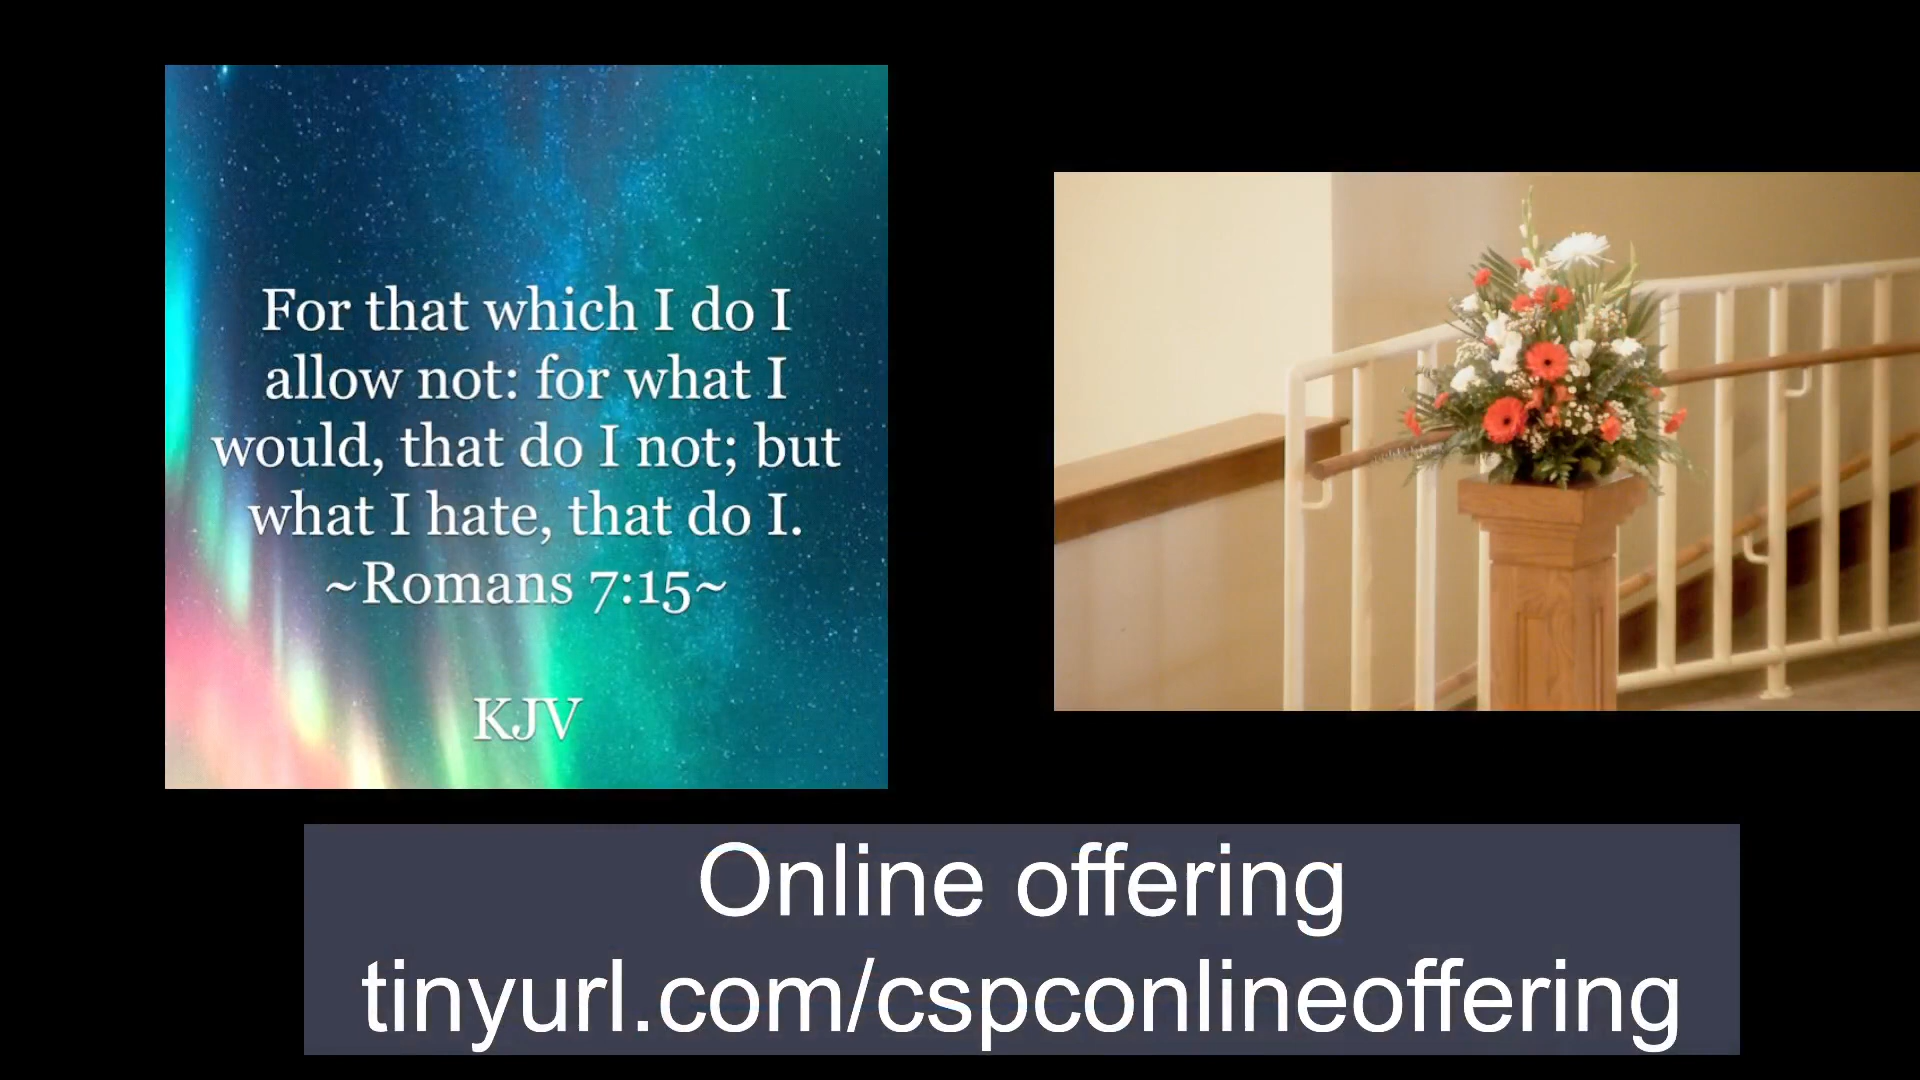 For that which I do I
allow not: for what I
would, that do I not; but
what I hate, that do I.
~Romans 7:15~
KJV
Online offering
tinyurl.com/cspconlineoffering